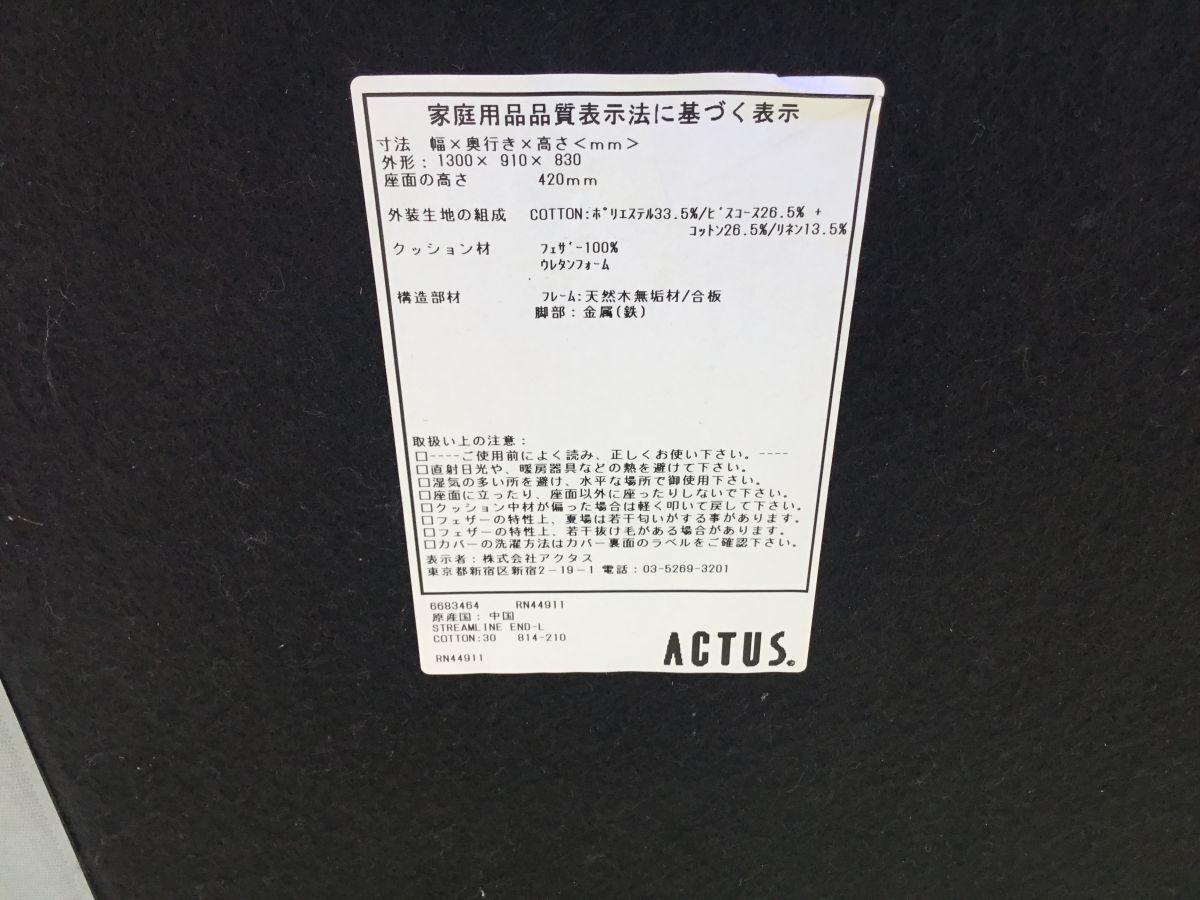 家庭用品品質表示法に基づく表示
寸法 幅×奥行き×高さ<mm>
外形: 1300× 910× 830
座面の高さ 420mm
外装生地の組成 COTTON:ﾎﾟﾘｴｽﾃﾙ33.5%/ﾋﾞｽｺｰｽ26.5% +
ｺｯﾄﾝ26.5%/ﾘﾈﾝ13.5%
クッション材 ﾌｪｻﾞｰ100%
ｳﾚﾀﾝﾌｫｰﾑ
構造部材 ﾌﾚｰﾑ:天然木無垢材/合板
脚部:金属(鉄)
取扱い上の注意:
□----ご使用前によく読み、正しくお使い下さい。----
□直射日光や、暖房器具などの熱を避けて下さい。
□湿気の多い所を避け、水平な場所で御使用下さい。
□座面に立ったり、座面以外に座ったりしないで下さい。
□クッション中材が偏った場合は軽く叩いて戻して下さい。
□フェザーの特性上、夏場は若干匂いがする事があります。
□フェザーの特性上、若干抜け毛がある場合があります。
□カバーの洗濯方法はカバー裏面のラベルをご確認下さい。
表示者:株式会社アクタス
東京都新宿区新宿2-19-1 電話:03-5269-3201
6683464 RN44911
原産国: 中国
STREAMLINE END-L
COTTON:30 814-210
RN44911 ACTUS.